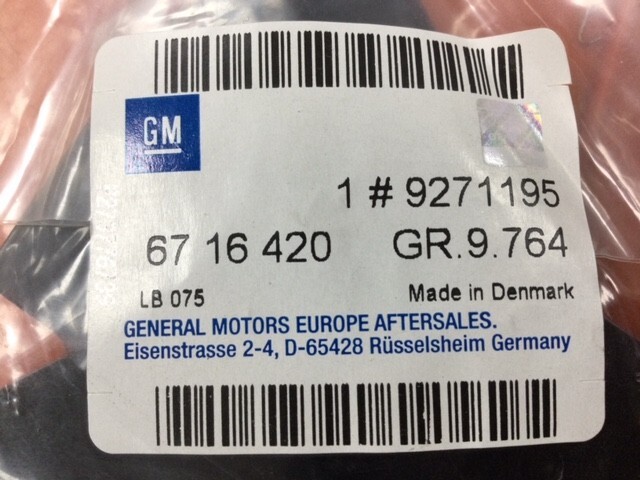 GM
1 # 9271195
67 16 420 GR.9.764
LB 075 Made in Denmark
GENERAL MOTORS EUROPE AFTERSALES.
Eisenstrasse 2-4, D-65428 Rüsselsheim Germany